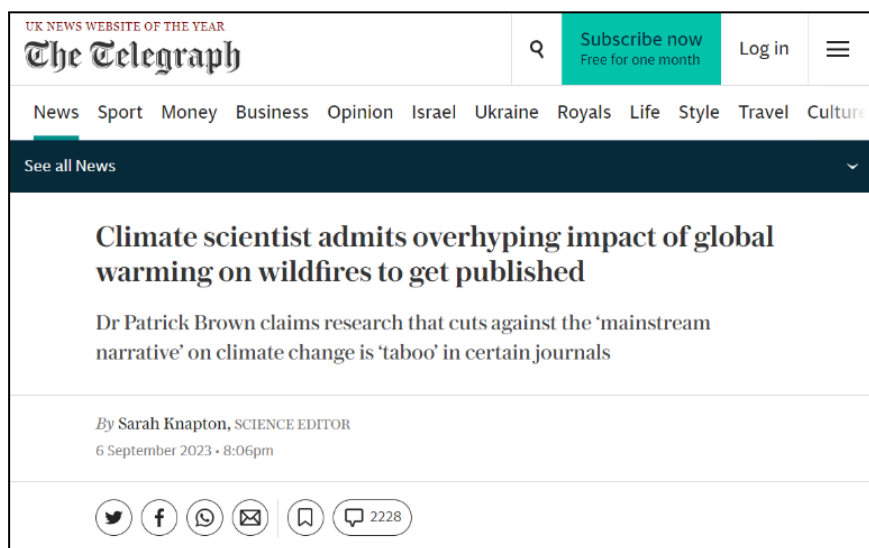 UK NEWS WEBSITE OF THE YEAR
The Telegraph
Subscribe now
Free for one month
Log in
News Sport Money Business Opinion Israel Ukraine Royals Life Style Travel Culture
See all News
Climate scientist admits overhyping impact of global
warming on wildfires to get published
Dr Patrick Brown claims research that cuts against the ‘mainstream
narrative’ on climate change is ‘taboo’ in certain journals
By Sarah Knapton, SCIENCE EDITOR
6 September 2023 • 8:06pm
2228